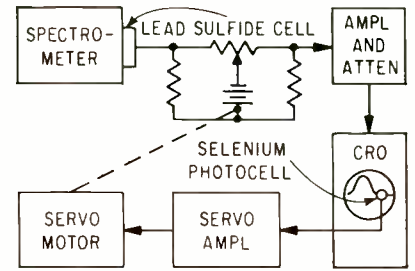 SPECTRO-
METER
LEAD SULFIDE CELL
AMPL
AND
ATTEN
SELENIUM
PHOTOCELL
CRO
SERVO
MOTOR
SERVO
AMPL